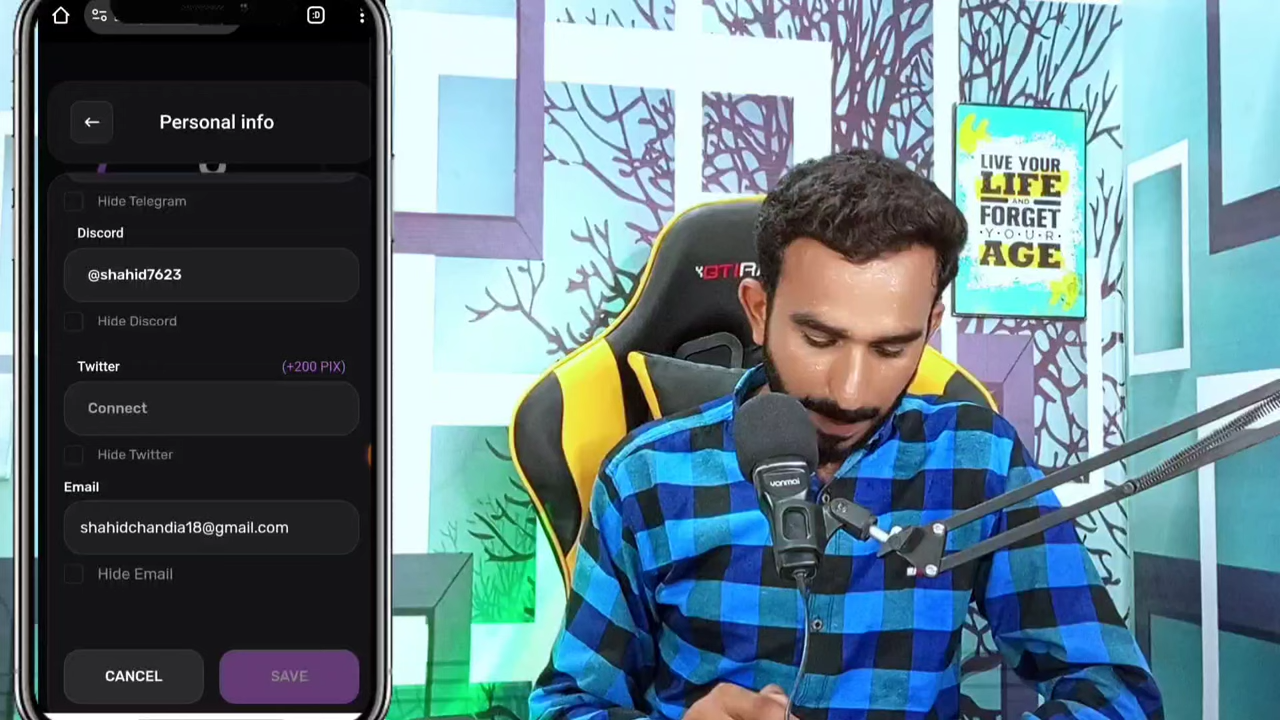 :D
Personal info
Hide Telegram
Discord
@shahid7623
Hide Discord
Twitter (+200 PIX)
Connect
Hide Twitter
Email
shahidchandia18@gmail.com
Hide Email
CANCEL SAVE
LIVE YOUR
LIFE
AND
FORGET
YOUR
AGE
vanmai